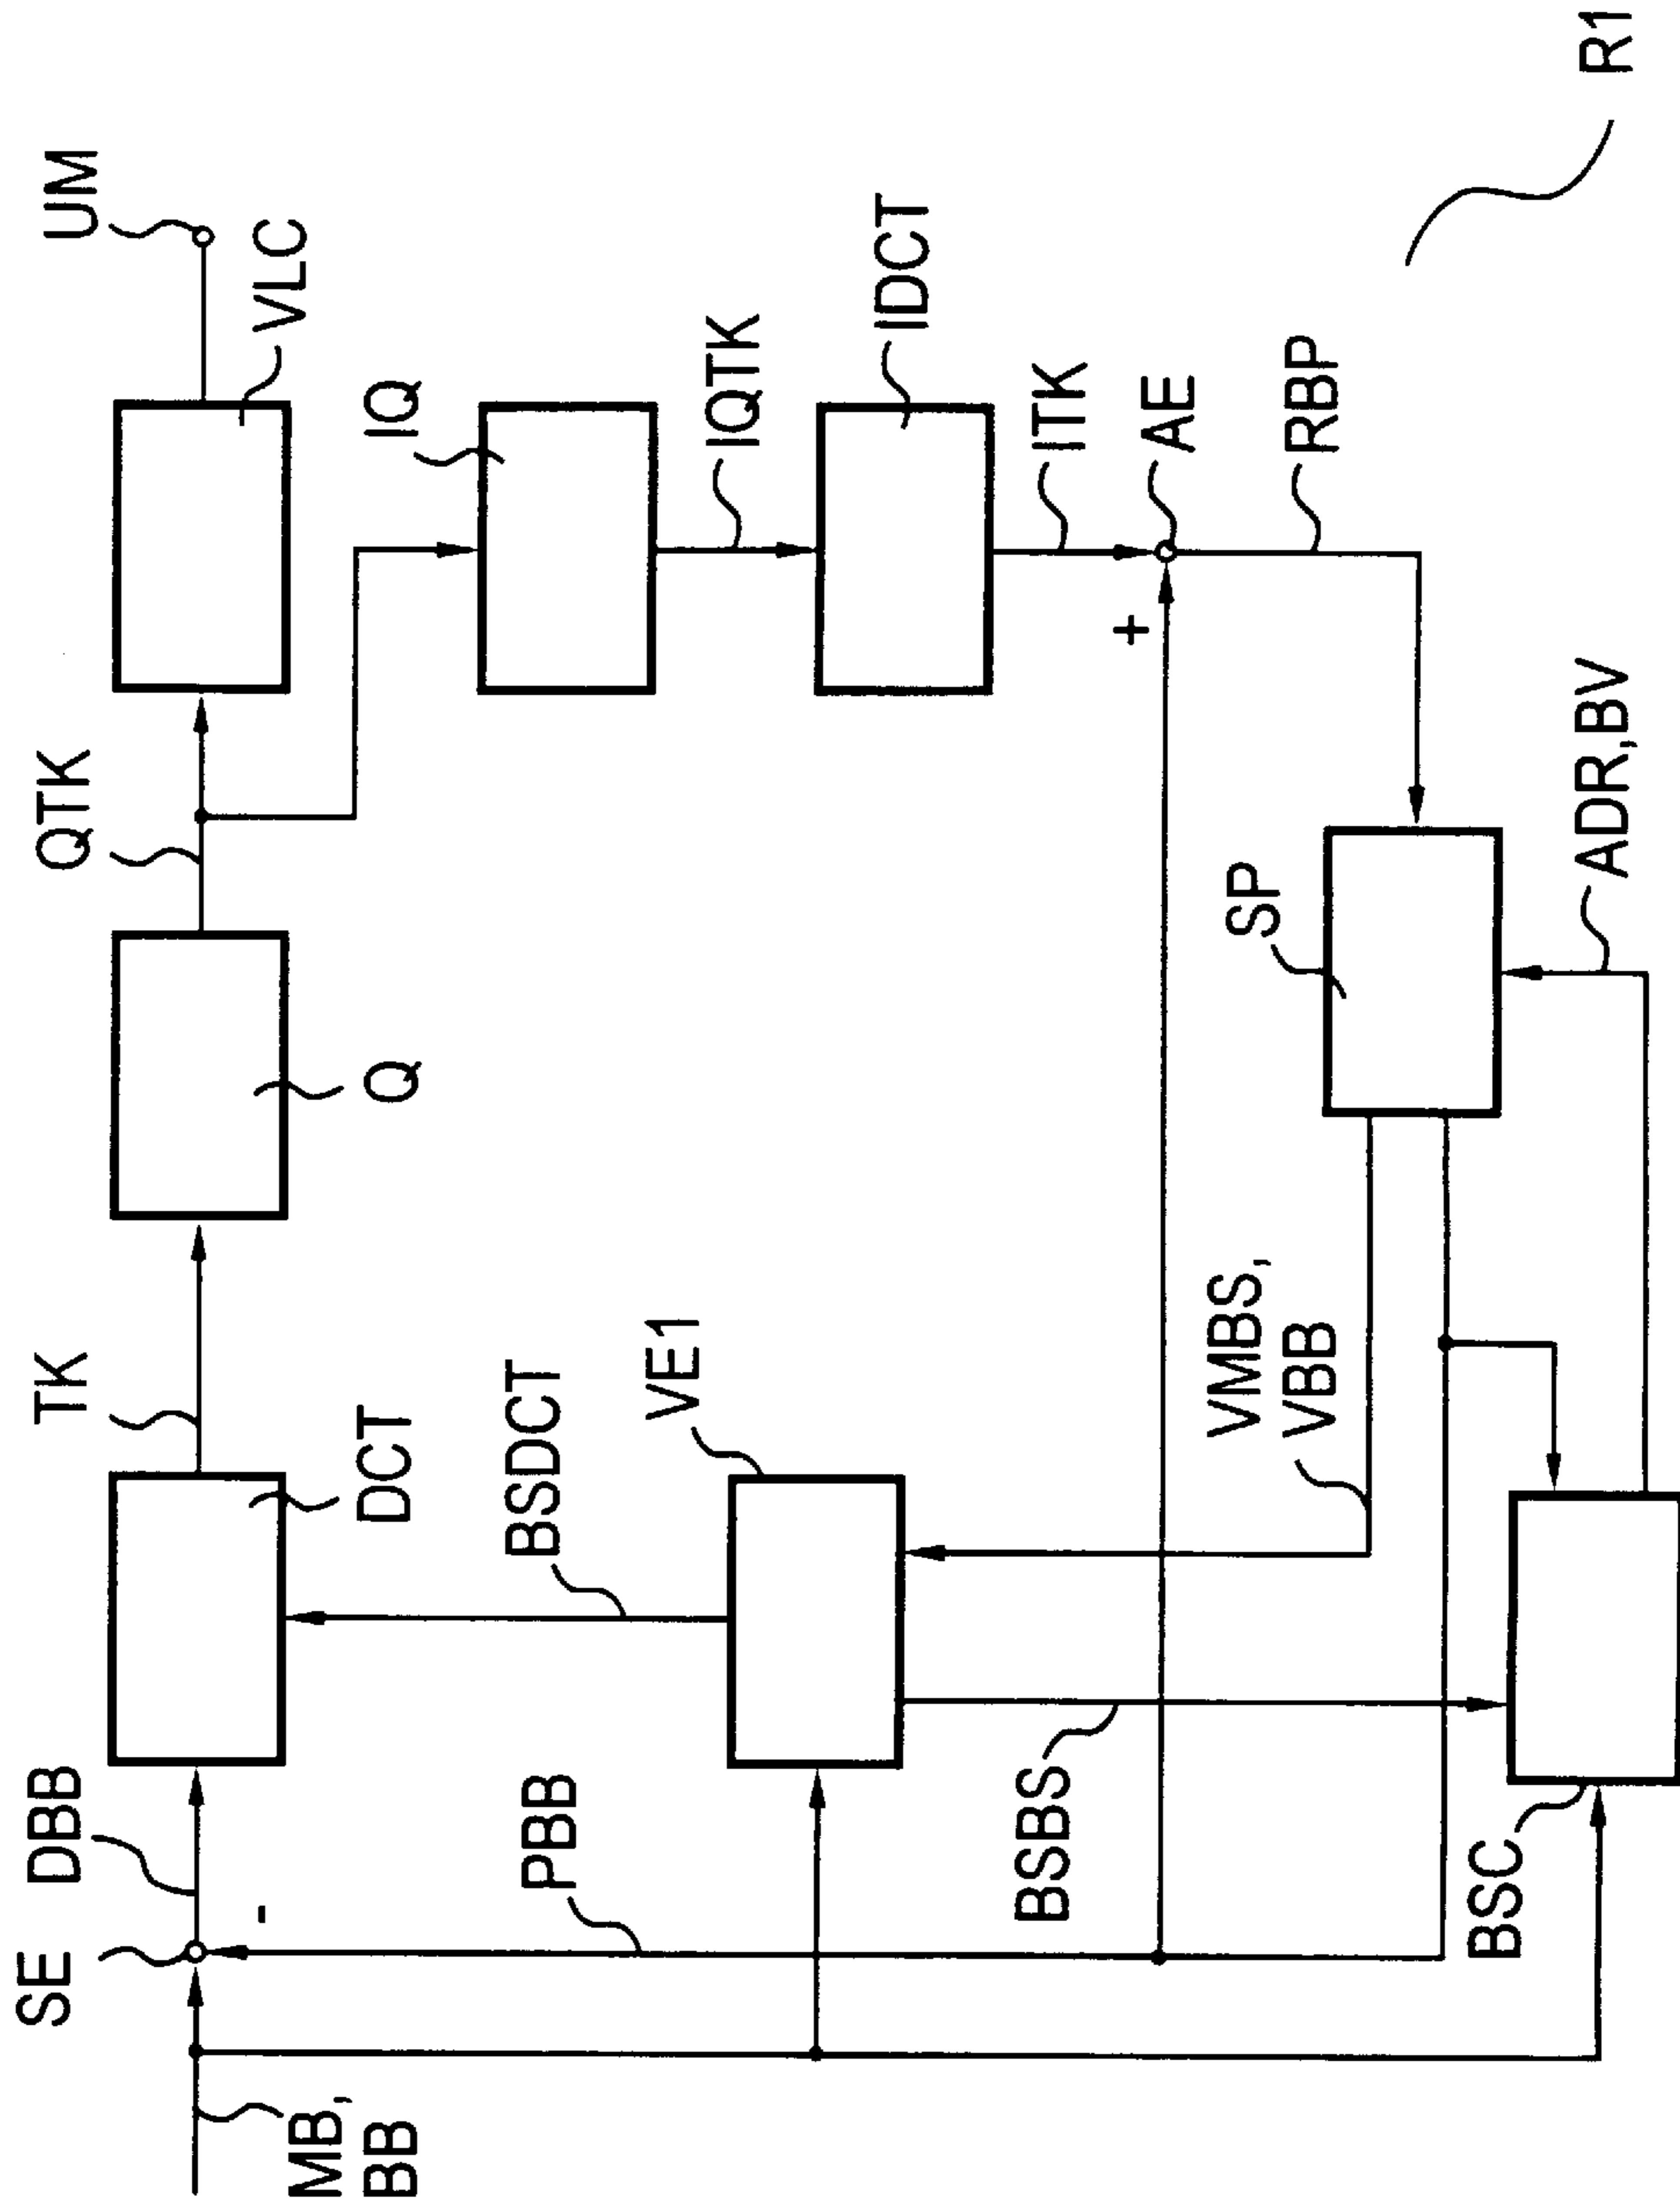 UM
VLC
QTK
Q
TK
DCT
DBB
SE
-
MB,
BB
IQ
IQTK
IDCT
ITK
AE
+
RBP
BSDCT
VE1
PBB
BSBS
VMBS,
VBB
SP
ADR,BV
BSC
R1